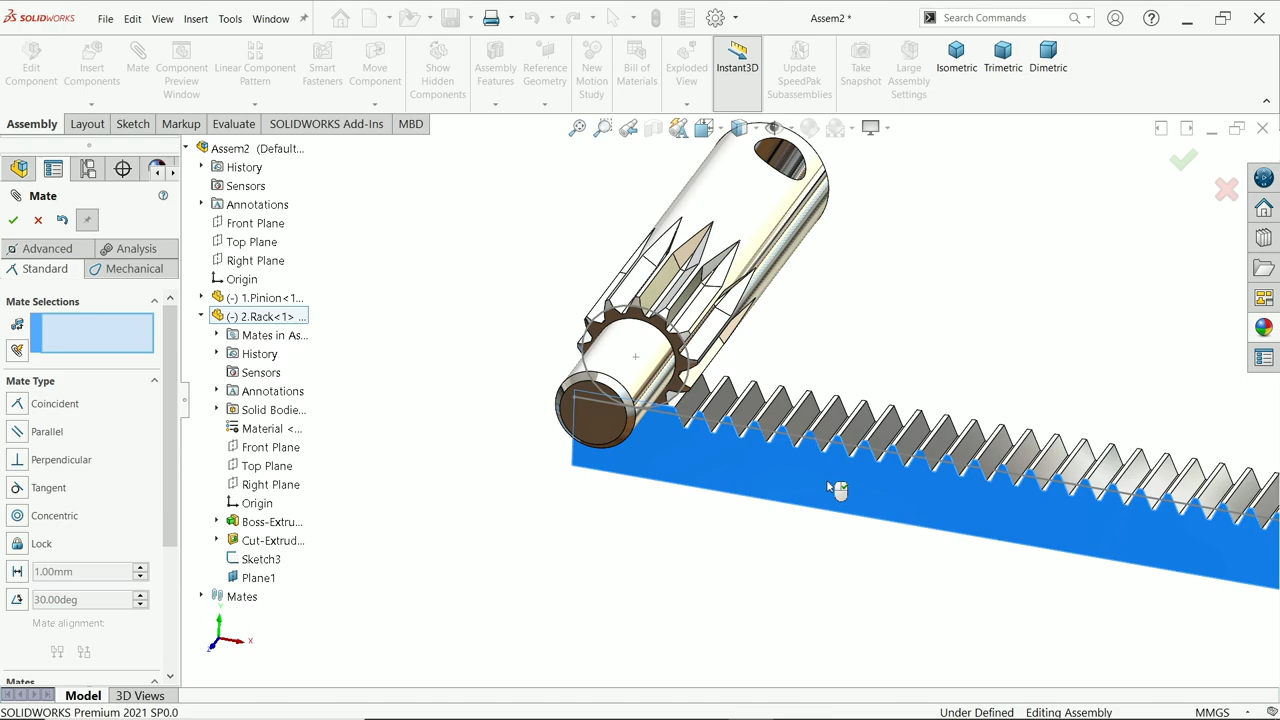 SOLIDWORKS File Edit View Insert Tools Window Assem2 * Search Commands
Edit Component
Insert Components
Mate
Component Preview Window
Linear Component Pattern
Smart Fasteners
Move Component
Show Hidden Components
Assembly Features
Reference Geometry
New Motion Study
Bill of Materials
Exploded View
Instant3D
Update SpeedPak Subassemblies
Take Snapshot
Large Assembly Settings
Isometric
Trimetric
Dimetric
Assembly Layout Sketch Markup Evaluate SOLIDWORKS Add-Ins MBD
Mate
Advanced Analysis
Standard Mechanical
Mate Selections
Mate Type
Coincident
Parallel
Perpendicular
Tangent
Concentric
Lock
1.00mm
30.00deg
Mate alignment:
Mates
Assem2 (Default...
History
Sensors
Annotations
Front Plane
Top Plane
Right Plane
Origin
(-) 1.Pinion<1...
(-) 2.Rack<1> ...
Mates in As...
History
Sensors
Annotations
Solid Bodie...
Material <...
Front Plane
Top Plane
Right Plane
Origin
Boss-Extru...
Cut-Extrud...
Sketch3
Plane1
Mates
Y
X
Z
Model 3D Views
SOLIDWORKS Premium 2021 SP0.0 Under Defined Editing Assembly MMGS